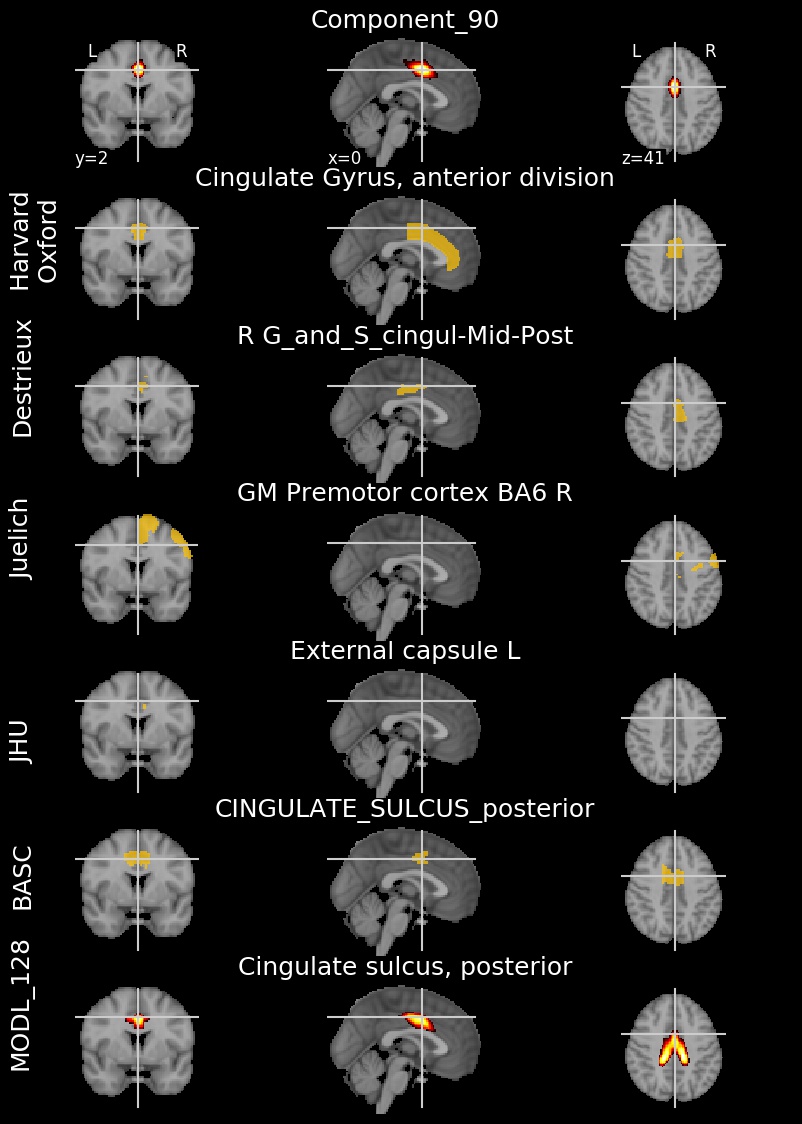 Component_90
L R
L R
y=2
x=0
z=41
Cingulate Gyrus, anterior division
Harvard
Oxford
R G_and_S_cingul-Mid-Post
Destrieux
GM Premotor cortex BA6 R
Juelich
External capsule L
JHU
CINGULATE_SULCUS_posterior
BASC
Cingulate sulcus, posterior
MODL_128